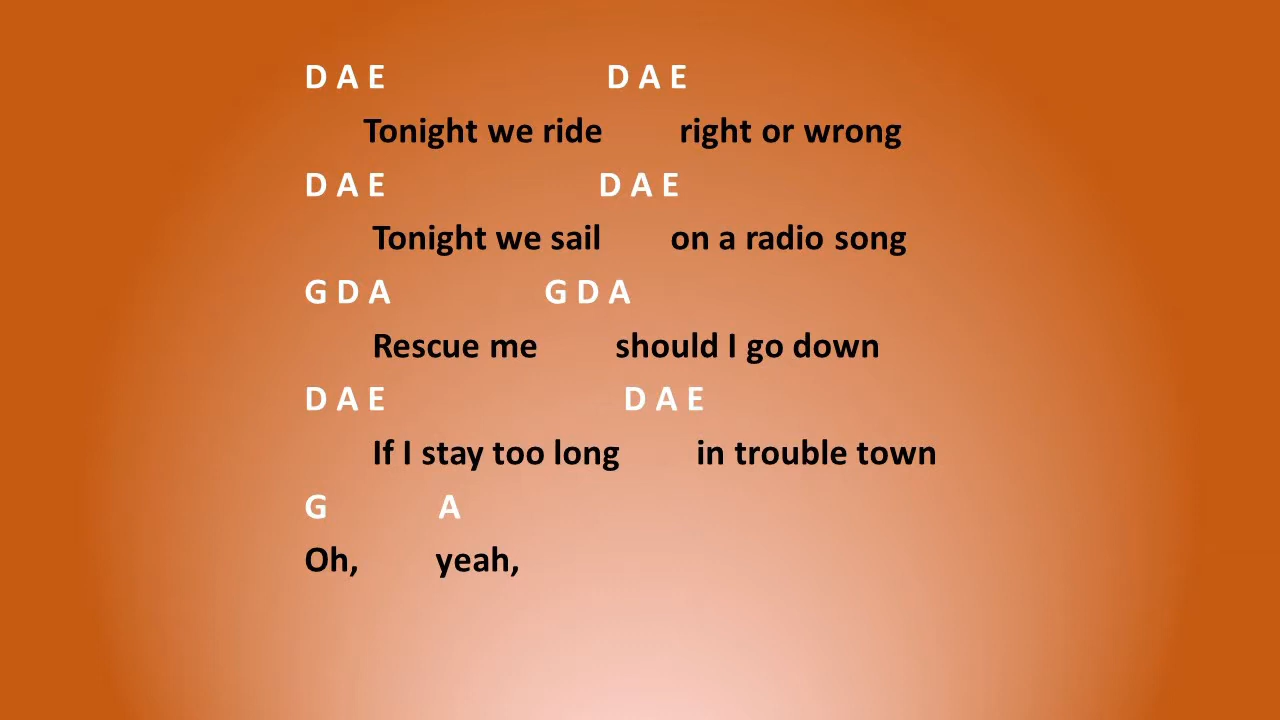 D A E D A E
Tonight we ride right or wrong
D A E D A E
Tonight we sail on a radio song
G D A G D A
Rescue me should I go down
D A E D A E
If I stay too long in trouble town
G A
Oh, yeah,